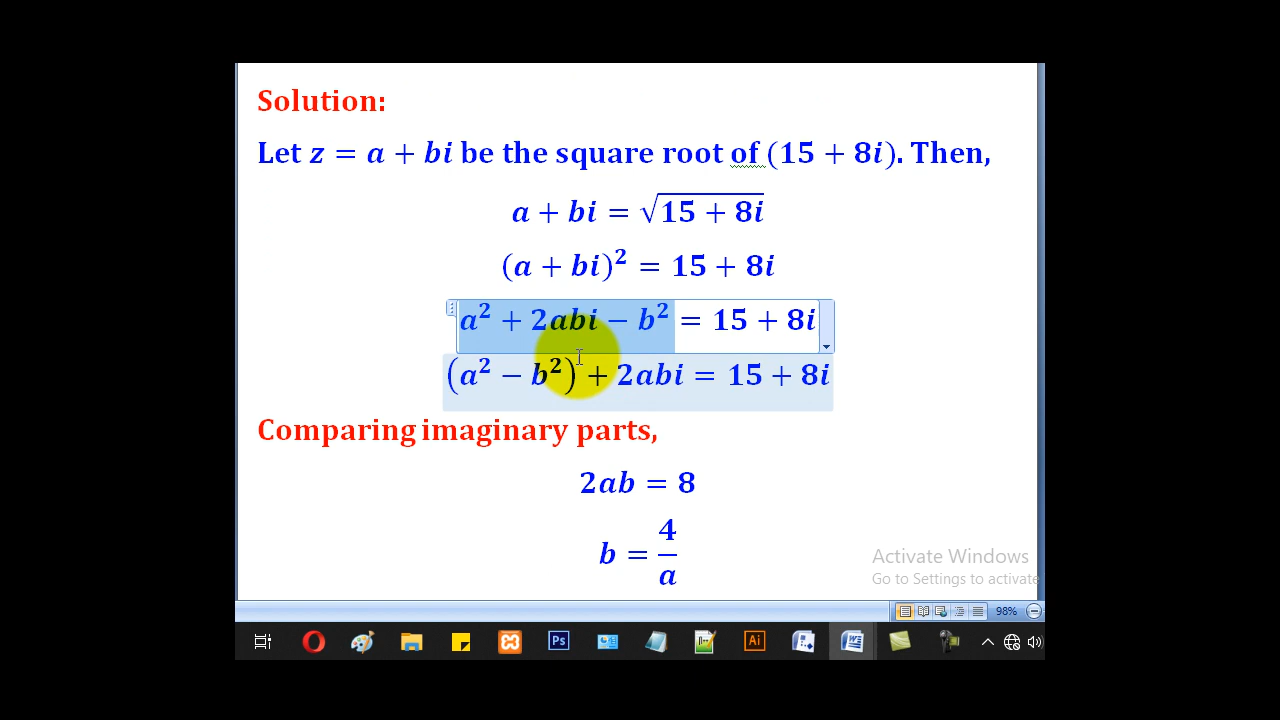 Solution:
Let z = a + bi be the square root of (15 + 8i). Then,
a + bi = √15 + 8i
(a + bi)² = 15 + 8i
a² + 2abi − b² = 15 + 8i
(a² − b²) + 2abi = 15 + 8i
Comparing imaginary parts,
2ab = 8
b = 4/a
Activate Windows
Go to Settings to activate
98%
Ps
Ai